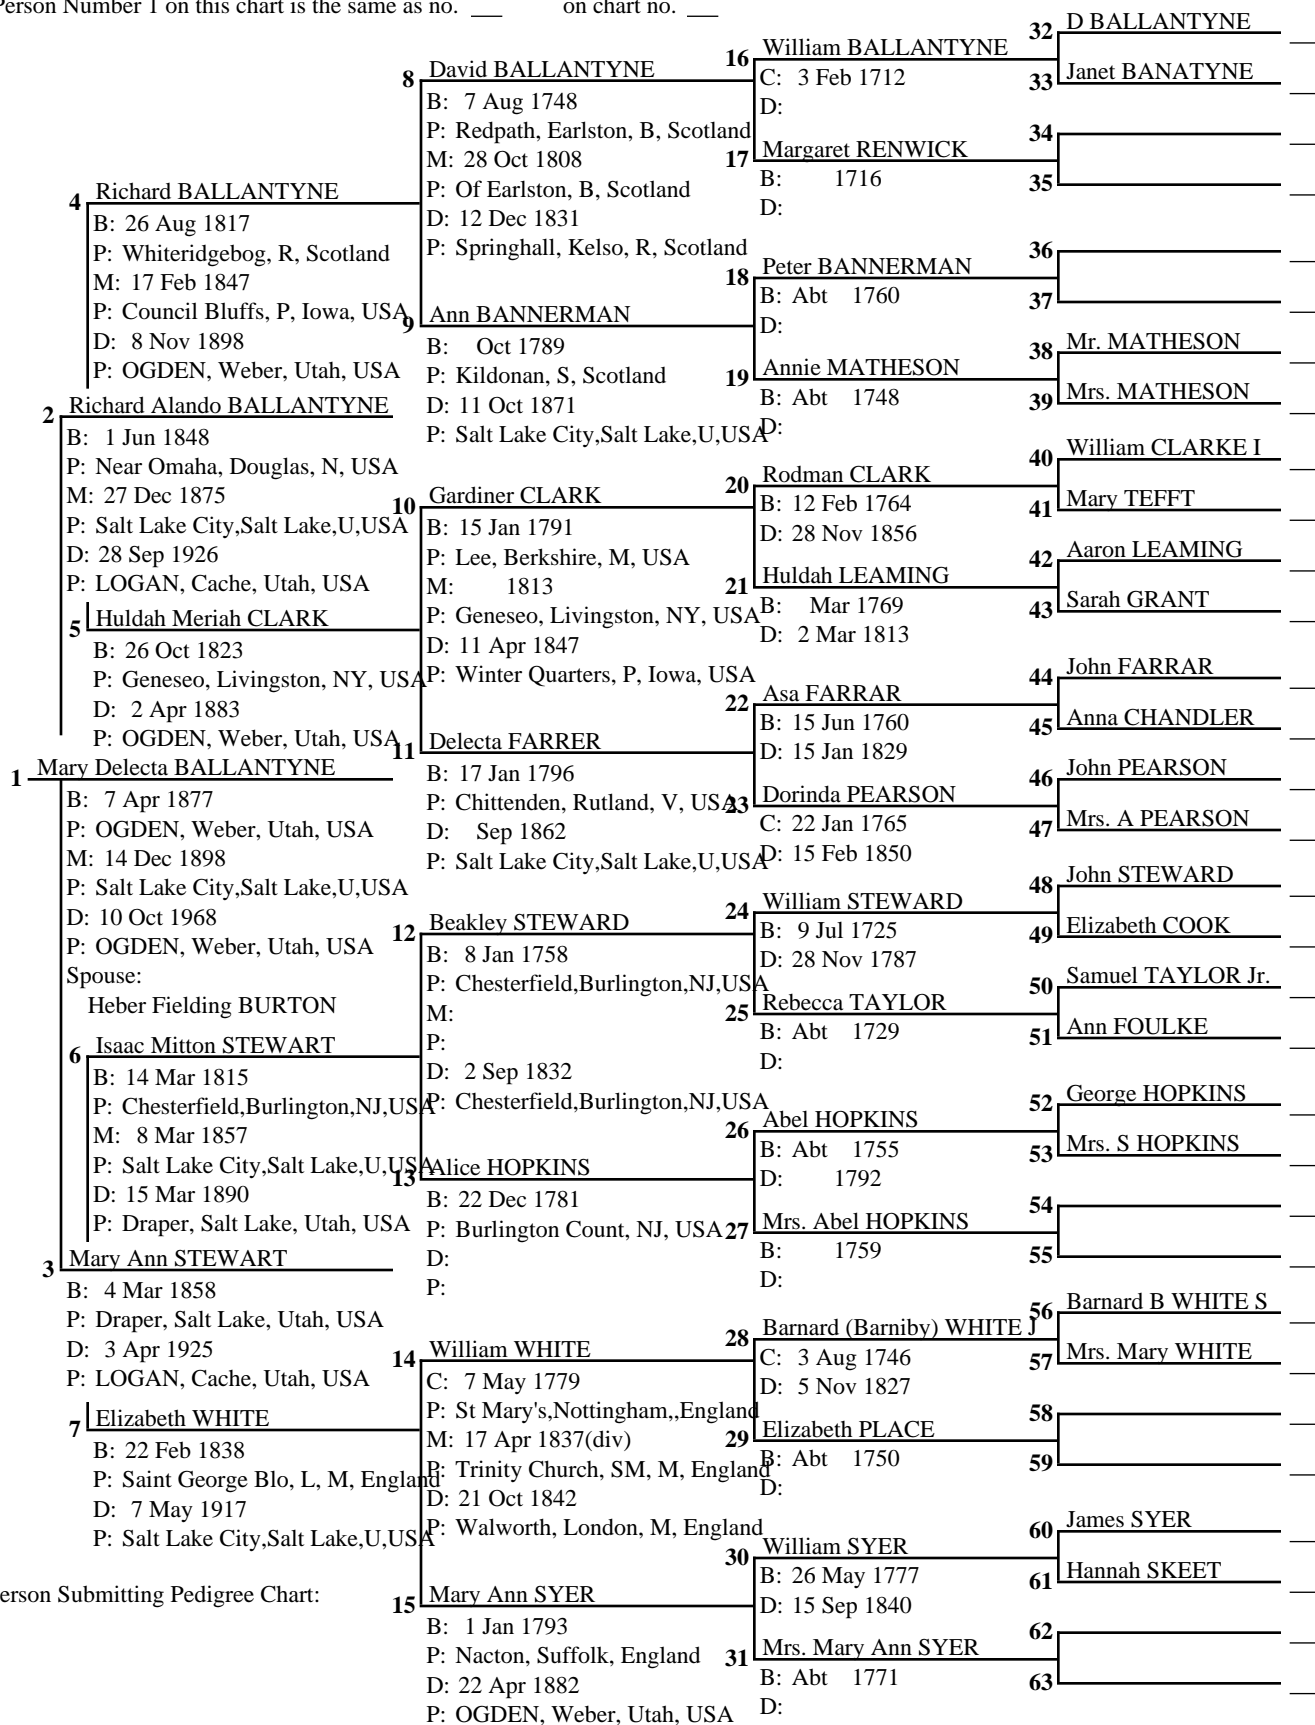 Person Number 1 on this chart is the same as no. __ on chart no. __
1 Mary Delecta BALLANTYNE
B: 7 Apr 1877
P: OGDEN, Weber, Utah, USA
M: 14 Dec 1898
P: Salt Lake City,Salt Lake,U,USA
D: 10 Oct 1968
P: OGDEN, Weber, Utah, USA
Spouse:
Heber Fielding BURTON
2 Richard Alando BALLANTYNE
B: 1 Jun 1848
P: Near Omaha, Douglas, N, USA
M: 27 Dec 1875
P: Salt Lake City,Salt Lake,U,USA
D: 28 Sep 1926
P: LOGAN, Cache, Utah, USA
3 Mary Ann STEWART
B: 4 Mar 1858
P: Draper, Salt Lake, Utah, USA
D: 3 Apr 1925
P: LOGAN, Cache, Utah, USA
4 Richard BALLANTYNE
B: 26 Aug 1817
P: Whiteridgebog, R, Scotland
M: 17 Feb 1847
P: Council Bluffs, P, Iowa, USA
D: 8 Nov 1898
P: OGDEN, Weber, Utah, USA
5 Huldah Meriah CLARK
B: 26 Oct 1823
P: Geneseo, Livingston, NY, USA
D: 2 Apr 1883
P: OGDEN, Weber, Utah, USA
6 Isaac Mitton STEWART
B: 14 Mar 1815
P: Chesterfield,Burlington,NJ,USA
M: 8 Mar 1857
P: Salt Lake City,Salt Lake,U,USA
D: 15 Mar 1890
P: Draper, Salt Lake, Utah, USA
7 Elizabeth WHITE
B: 22 Feb 1838
P: Saint George Blo, L, M, England
D: 7 May 1917
P: Salt Lake City,Salt Lake,U,USA
erson Submitting Pedigree Chart:
8 David BALLANTYNE
B: 7 Aug 1748
P: Redpath, Earlston, B, Scotland
M: 28 Oct 1808
P: Of Earlston, B, Scotland
D: 12 Dec 1831
P: Springhall, Kelso, R, Scotland
9 Ann BANNERMAN
B: Oct 1789
P: Kildonan, S, Scotland
D: 11 Oct 1871
P: Salt Lake City,Salt Lake,U,USA
10 Gardiner CLARK
B: 15 Jan 1791
P: Lee, Berkshire, M, USA
M: 1813
P: Geneseo, Livingston, NY, USA
D: 11 Apr 1847
P: Winter Quarters, P, Iowa, USA
11 Delecta FARRER
B: 17 Jan 1796
P: Chittenden, Rutland, V, USA
D: Sep 1862
P: Salt Lake City,Salt Lake,U,USA
12 Beakley STEWARD
B: 8 Jan 1758
P: Chesterfield,Burlington,NJ,USA
M:
P:
D: 2 Sep 1832
P: Chesterfield,Burlington,NJ,USA
13 Alice HOPKINS
B: 22 Dec 1781
P: Burlington Count, NJ, USA
D:
P:
14 William WHITE
C: 7 May 1779
P: St Mary's,Nottingham,,England
M: 17 Apr 1837(div)
P: Trinity Church, SM, M, England
D: 21 Oct 1842
P: Walworth, London, M, England
15 Mary Ann SYER
B: 1 Jan 1793
P: Nacton, Suffolk, England
D: 22 Apr 1882
P: OGDEN, Weber, Utah, USA
16 William BALLANTYNE
C: 3 Feb 1712
D:
17 Margaret RENWICK
B: 1716
D:
18 Peter BANNERMAN
B: Abt 1760
D:
19 Annie MATHESON
B: Abt 1748
D:
20 Rodman CLARK
B: 12 Feb 1764
D: 28 Nov 1856
21 Huldah LEAMING
B: Mar 1769
D: 2 Mar 1813
22 Asa FARRAR
B: 15 Jun 1760
D: 15 Jan 1829
23 Dorinda PEARSON
C: 22 Jan 1765
D: 15 Feb 1850
24 William STEWARD
B: 9 Jul 1725
D: 28 Nov 1787
25 Rebecca TAYLOR
B: Abt 1729
D:
26 Abel HOPKINS
B: Abt 1755
D: 1792
27 Mrs. Abel HOPKINS
B: 1759
D:
28 Barnard (Barniby) WHITE J
C: 3 Aug 1746
D: 5 Nov 1827
29 Elizabeth PLACE
B: Abt 1750
D:
30 William SYER
B: 26 May 1777
D: 15 Sep 1840
31 Mrs. Mary Ann SYER
B: Abt 1771
D:
32 D BALLANTYNE
33 Janet BANATYNE
34
35
36
37
38 Mr. MATHESON
39 Mrs. MATHESON
40 William CLARKE I
41 Mary TEFFT
42 Aaron LEAMING
43 Sarah GRANT
44 John FARRAR
45 Anna CHANDLER
46 John PEARSON
47 Mrs. A PEARSON
48 John STEWARD
49 Elizabeth COOK
50 Samuel TAYLOR Jr.
51 Ann FOULKE
52 George HOPKINS
53 Mrs. S HOPKINS
54
55
56 Barnard B WHITE S
57 Mrs. Mary WHITE
58
59
60 James SYER
61 Hannah SKEET
62
63